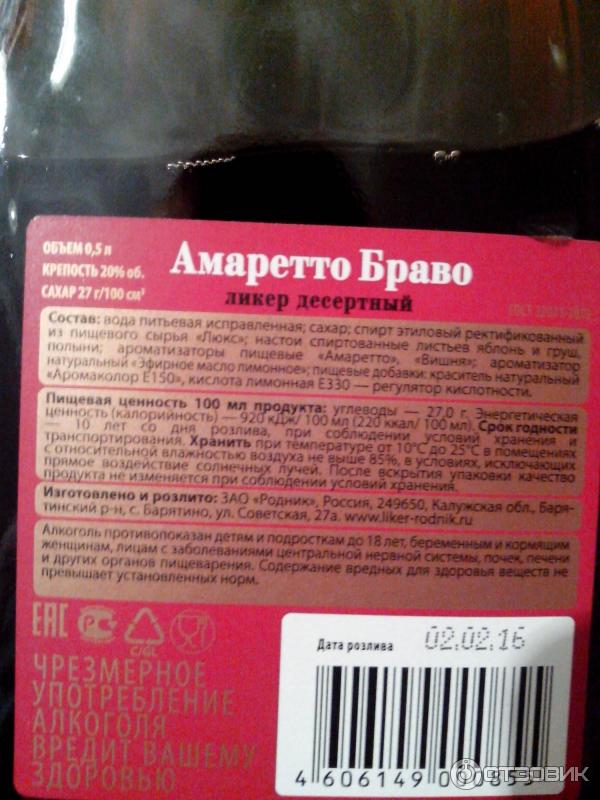 ОБЪЕМ 0,5 л
КРЕПОСТЬ 20% об.
САХАР 27 г/100 см³
Амаретто Браво
ликер десертный
Состав: вода питьевая исправленная; сахар; спирт этиловый ректификованный
из пищевого сырья «Люкс»; настои спиртованные листьев яблонь и груш,
полыни; ароматизаторы пищевые «Амаретто», «Вишня»; ароматизатор
натуральный «Эфирное масло лимонное»; пищевые добавки: краситель натуральный
«Аромаколор Е150», кислота лимонная Е330 — регулятор кислотности.
Пищевая ценность 100 мл продукта: углеводы — 27,0 г. Энергетическая
ценность (калорийность) — 920 кДж/ 100 мл (220 ккал/ 100 мл). Срок годности
— 10 лет со дня розлива, при соблюдении условий хранения и
транспортирования. Хранить при температуре от 10°С до 25°С в помещениях
с относительной влажностью воздуха не выше 85%, в условиях, исключающих
прямое воздействие солнечных лучей. После вскрытия упаковки качество
продукта не изменяется при соблюдении условий хранения.
Изготовлено и розлито: ЗАО «Родник», Россия, 249650, Калужская обл., Баря-
тинский р-н, с. Барятино, ул. Советская, 27а. www.liker-rodnik.ru
Алкоголь противопоказан детям и подросткам до 18 лет, беременным и кормящим
женщинам, лицам с заболеваниями центральной нервной системы, почек, печени
и других органов пищеварения. Содержание вредных для здоровья веществ не
превышает установленных норм.
ЕАС
C/GL
ЧРЕЗМЕРНОЕ
УПОТРЕБЛЕНИЕ
АЛКОГОЛЯ
ВРЕДИТ ВАШЕМУ
ЗДОРОВЬЮ
Дата розлива 02.02.16
4 606149
ОТЗОВИК